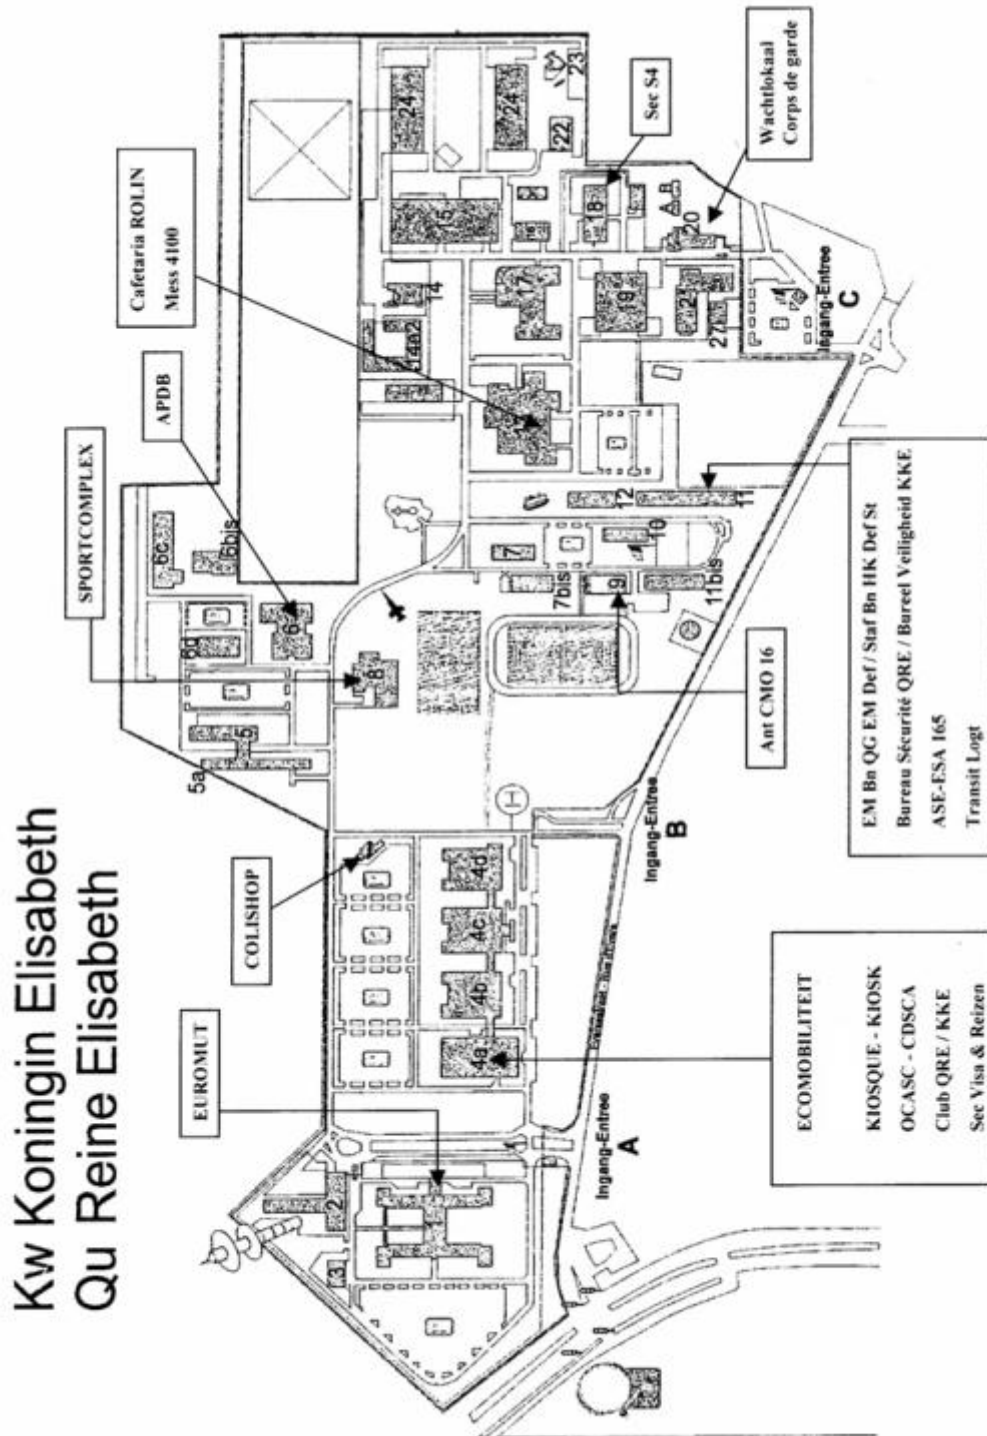 Kw Koningin Elisabeth
Qu Reine Elisabeth
EUROMUT
COLISHOP
SPORTCOMPLEX
APDB
Cafetaria ROLIN
Mess 4100
Sec S4
Wachtlokaal
Corps de garde
Ant CMO 16
EM Bn QG EM Def / Staf Bn HK Def St
Bureau Sécurité QRE / Bureel Veiligheid KKE
ASE-ESA 165
Transit Logt
ECOMOBILITEIT
KIOSQUE - KIOSK
OCASC - CDSCA
Club QRE / KKE
Sec Visa & Reizen
Ingang-Entree
A
Ingang-Entree
B
Ingang-Entree
C
2
3
4a
4b
4c
4d
5a
5
6d
6
6c
6bis
8
H
7
7bis
9
10
11bis
11
12
14
15
17
18
19
20
A B
22
23
24
24